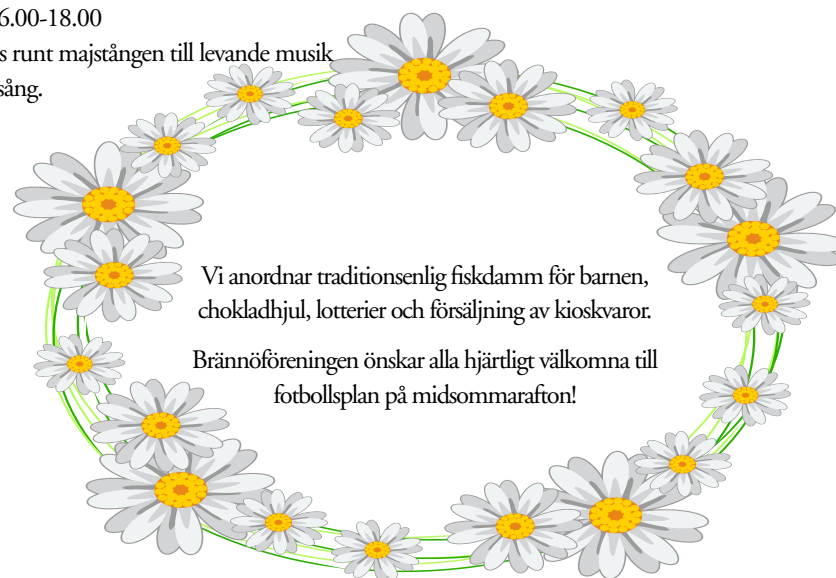 6.00-18.00
s runt majstången till levande musik
sång.
Vi anordnar traditionsenlig fiskdamm för barnen,
chokladhjul, lotterier och försäljning av kioskvaror.
Brännöföreningen önskar alla hjärtligt välkomna till
fotbollsplan på midsommarafton!